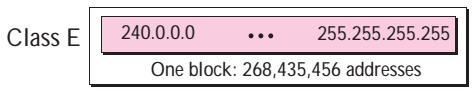 Class E
240.0.0.0 ••• 255.255.255.255
One block: 268,435,456 addresses